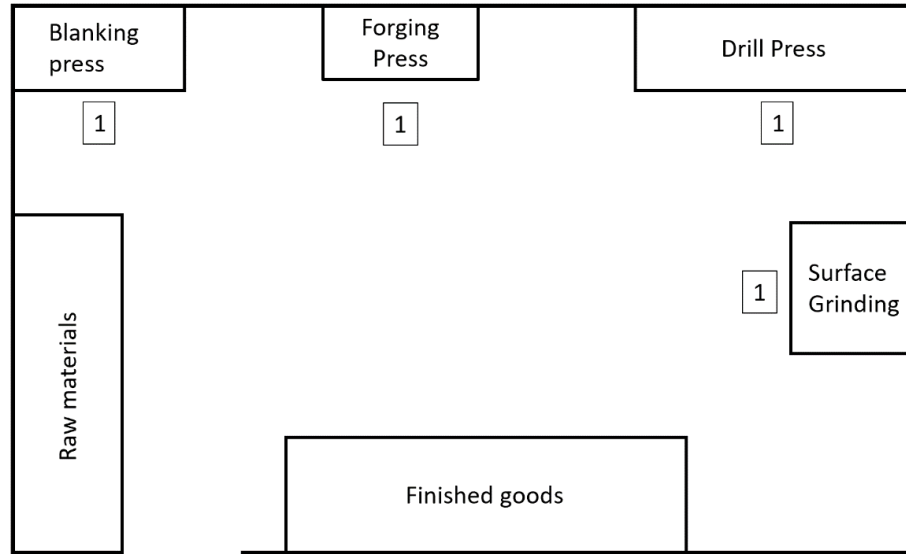 Blanking
press
Forging
Press
Drill Press
1
1
1
Raw materials
1
Surface
Grinding
Finished goods